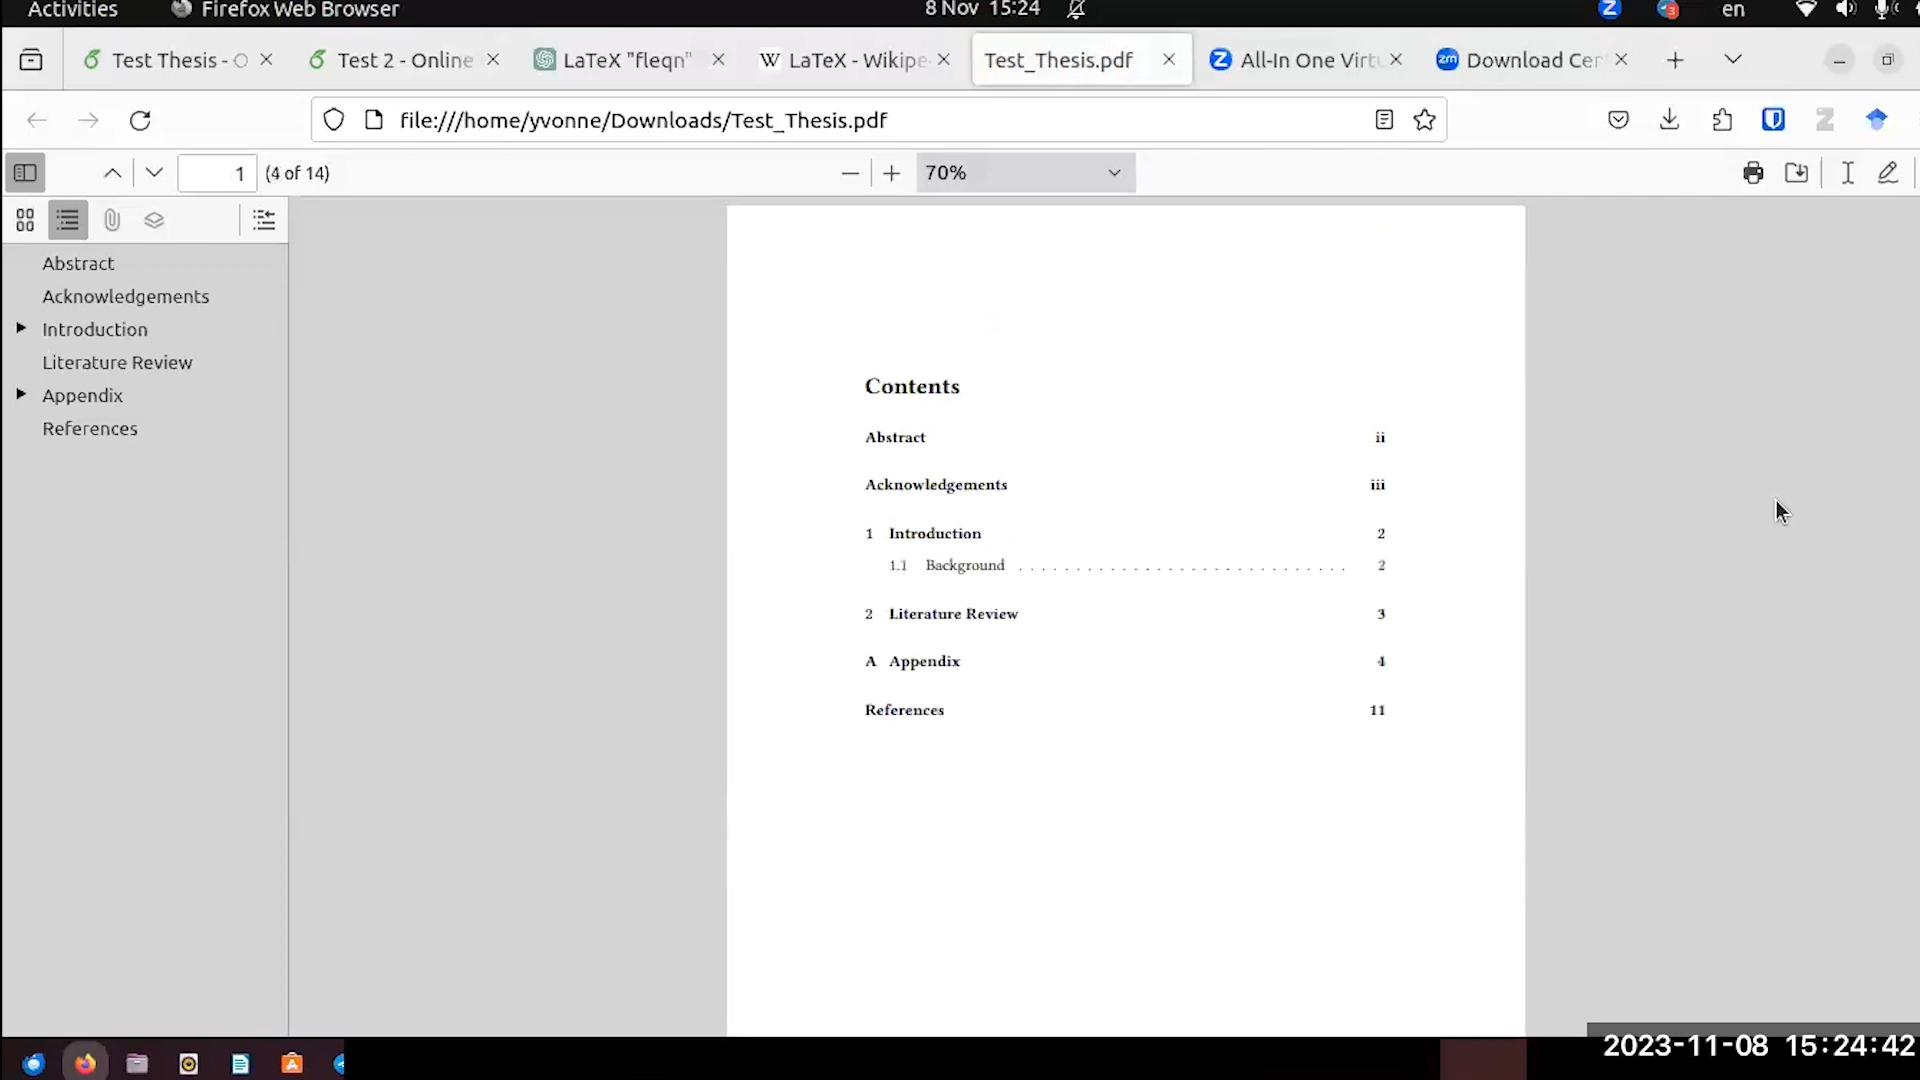 Activities Firefox Web Browser 8 Nov 15:24 en
Test Thesis - O Test 2 - Online LaTeX "fleqn" LaTeX - Wikipe Test_Thesis.pdf All-In One Virtu Download Cer
file:///home/yvonne/Downloads/Test_Thesis.pdf
1 (4 of 14) 70%
Abstract
Acknowledgements
Introduction
Literature Review
Appendix
References
Contents
Abstract ii
Acknowledgements iii
1 Introduction 2
1.1 Background . . . . . . . . . . . . . . . . . . . . . . . . . . . . . 2
2 Literature Review 3
A Appendix 4
References 11
2023-11-08 15:24:42